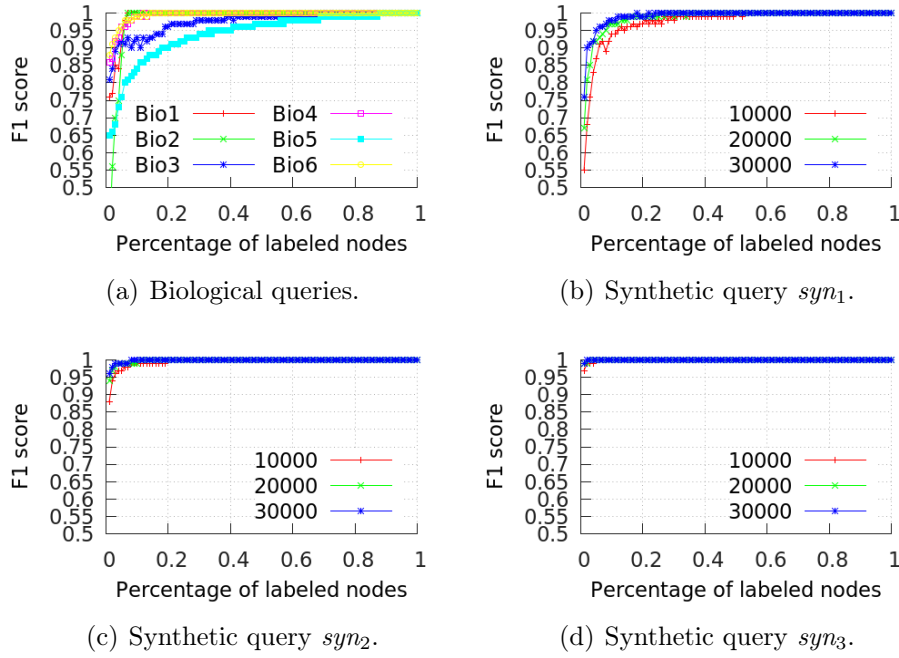 F1 score
1
0.95
0.9
0.85
0.8
0.75
0.7
0.65
0.6
0.55
0.5
Bio1
Bio2
Bio3
Bio4
Bio5
Bio6
0 0.2 0.4 0.6 0.8 1
Percentage of labeled nodes
(a) Biological queries.
F1 score
1
0.95
0.9
0.85
0.8
0.75
0.7
0.65
0.6
0.55
0.5
10000
20000
30000
0 0.2 0.4 0.6 0.8 1
Percentage of labeled nodes
(b) Synthetic query syn₁.
F1 score
1
0.95
0.9
0.85
0.8
0.75
0.7
0.65
0.6
0.55
0.5
10000
20000
30000
0 0.2 0.4 0.6 0.8 1
Percentage of labeled nodes
(c) Synthetic query syn₂.
F1 score
1
0.95
0.9
0.85
0.8
0.75
0.7
0.65
0.6
0.55
0.5
10000
20000
30000
0 0.2 0.4 0.6 0.8 1
Percentage of labeled nodes
(d) Synthetic query syn₃.